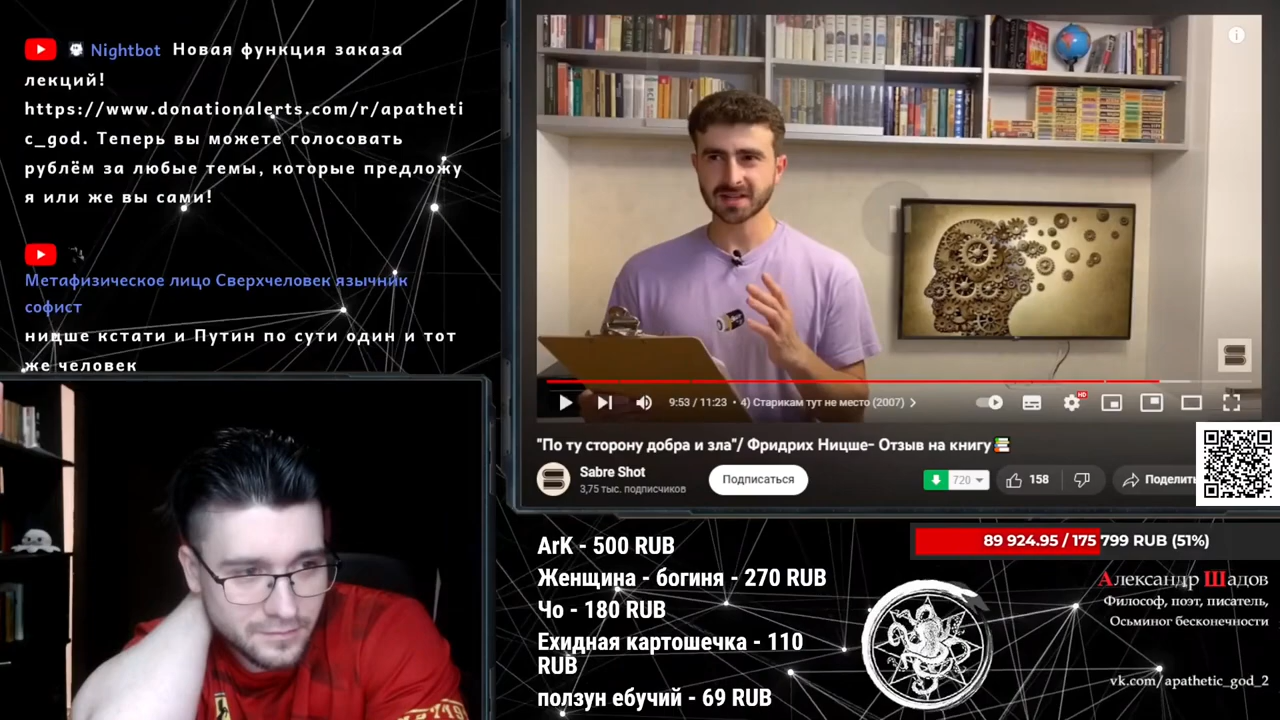 Nightbot Новая функция заказа
лекций!
https://www.donationalerts.com/r/apatheti
c_god. Теперь вы можете голосовать
рублём за любые темы, которые предложу
я или же вы сами!
Метафизическое лицо Сверхчеловек язычник
софист
ницше кстати и Путин по сути один и тот
же человек
9:53 / 11:23 • 4) Старикам тут не место (2007)
HD
"По ту сторону добра и зла"/ Фридрих Ницше- Отзыв на книгу
Sabre Shot
3,75 тыс. подписчиков
Подписаться
720
158
Поделить
ArK - 500 RUB
Женщина - богиня - 270 RUB
Чо - 180 RUB
Ехидная картошечка - 110
RUB
ползун ебучий - 69 RUB
89 924.95 / 175 799 RUB (51%)
Александр Шадов
Философ, поэт, писатель,
Осьминог бесконечности
vk.com/apathetic_god_2